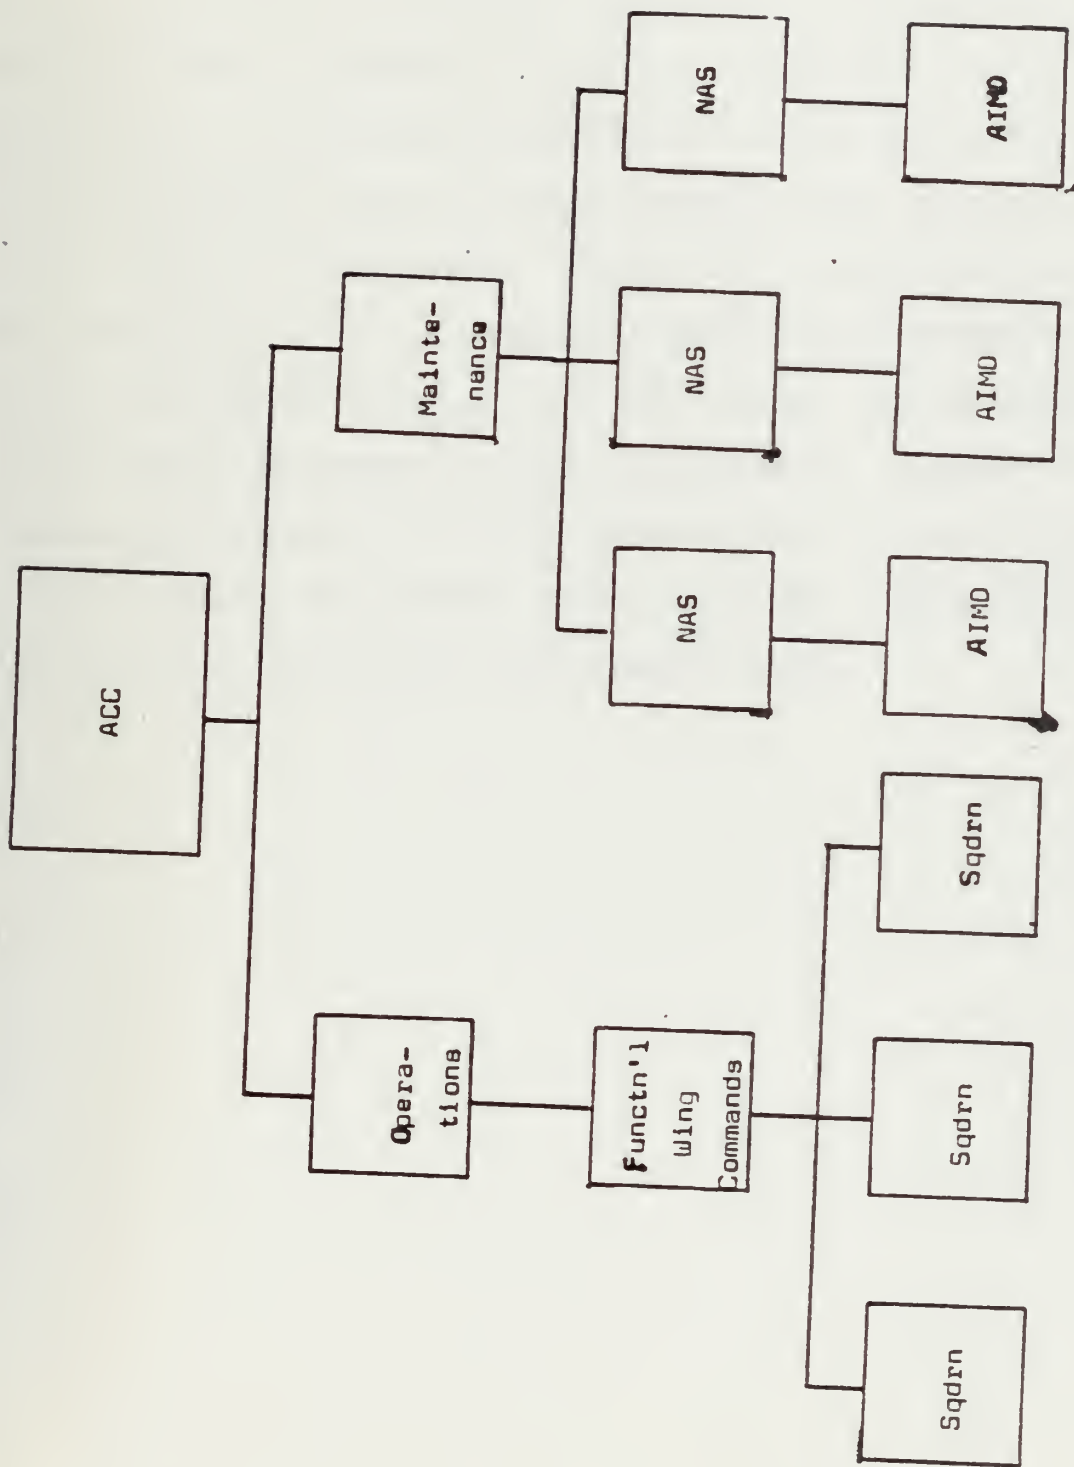 ACC
Opera-
tions
Mainte-
nance
Functn'l
Wing
Commands
NAS
NAS
NAS
Sqdrn
Sqdrn
Sqdrn
AIMD
AIMD
AIMD